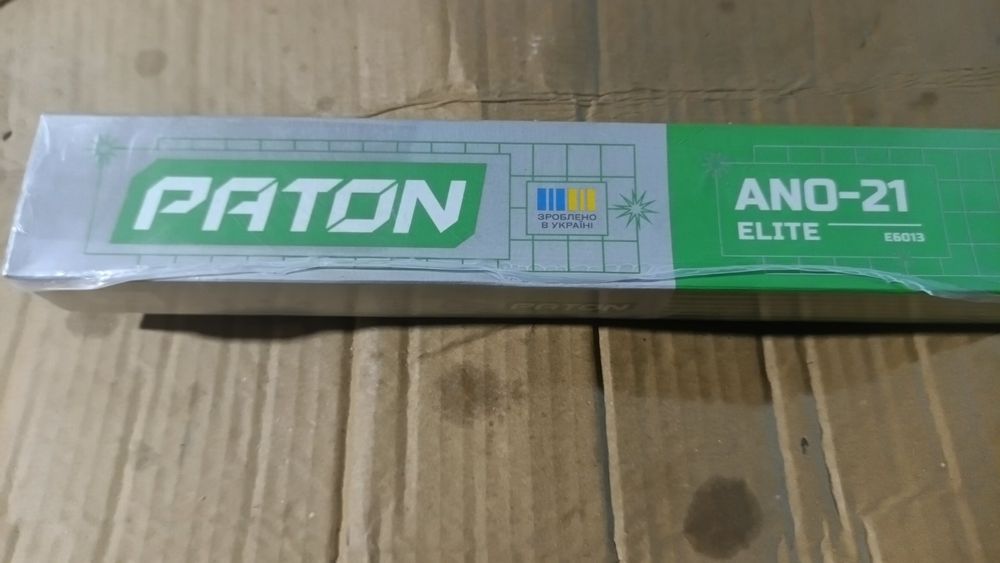 PATON
ЗРОБЛЕНО
В УКРАЇНІ
ANO-21
ELITE
E6013
PATON